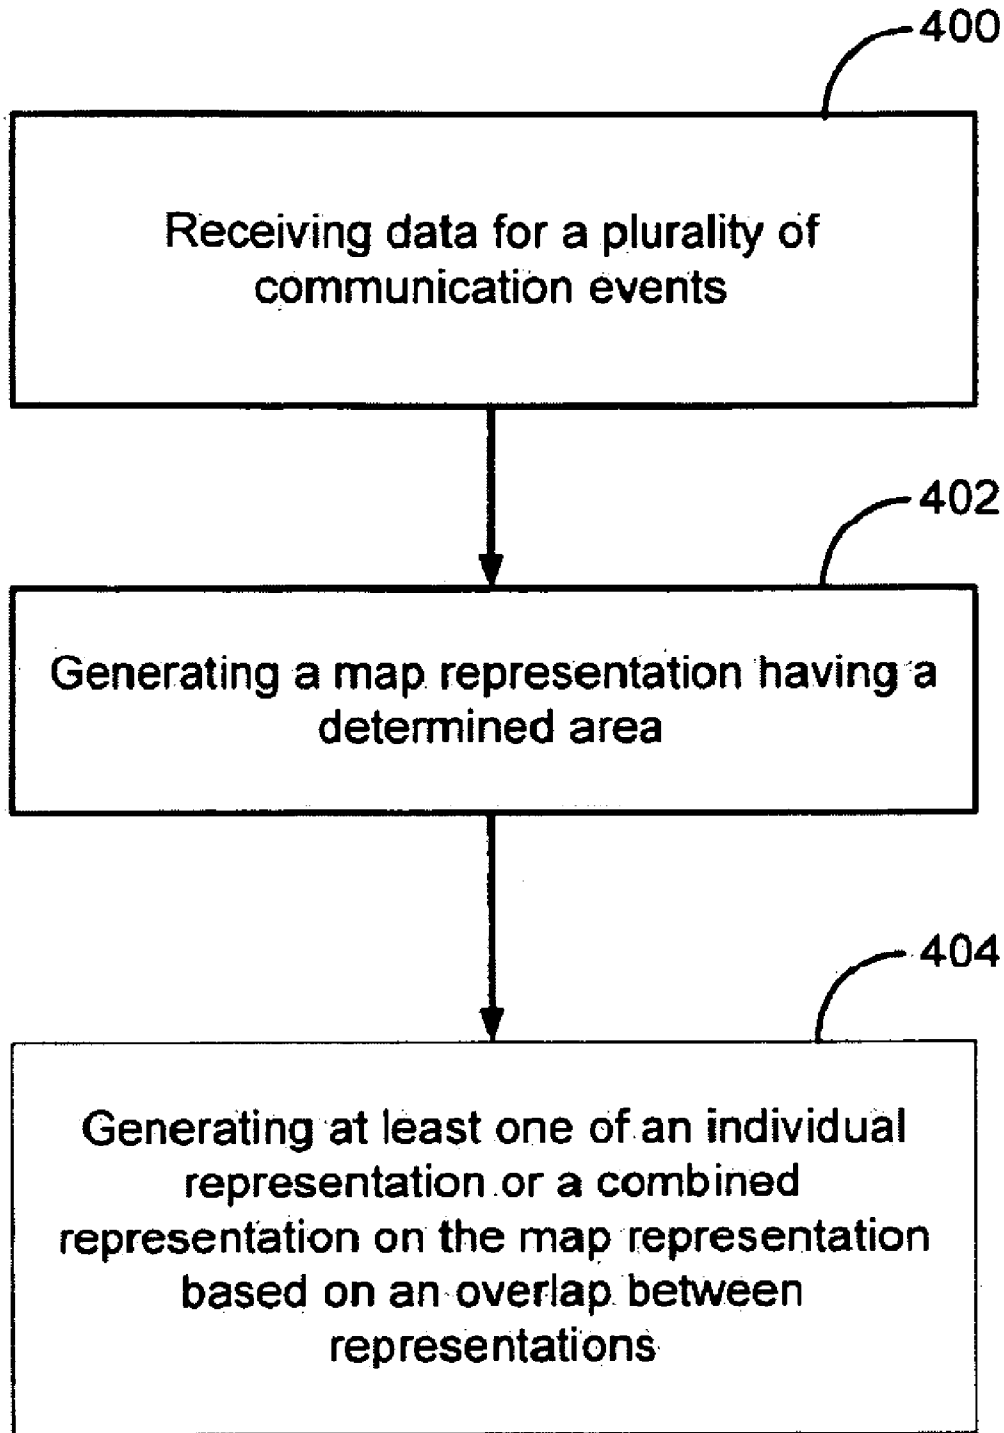 400
Receiving data for a plurality of
communication events
402
Generating a map representation having a
determined area
404
Generating at least one of an individual
representation or a combined
representation on the map representation
based on an overlap between
representations